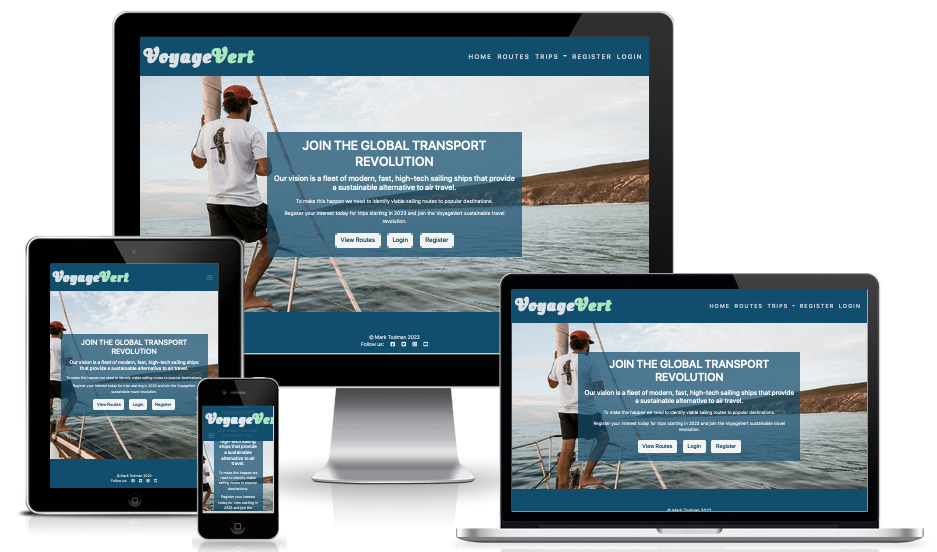 VoyageVert
HOME ROUTES TRIPS REGISTER LOGIN
JOIN THE GLOBAL TRANSPORT
REVOLUTION
Our vision is a fleet of modern, fast, high-tech sailing ships that provide
a sustainable alternative to air travel.
To make this happen we need to identify viable sailing routes to popular destinations.
Register your interest today for trips starting in 2023 and join the VoyageVert sustainable travel
revolution.
View Routes Login Register
© Mark Todman 2022
Follow us:
VoyageVert
JOIN THE GLOBAL TRANSPORT
REVOLUTION
Our vision is a fleet of modern, fast, high-tech sailing ships
that provide a sustainable alternative to air travel.
To make this happen we need to identify viable sailing routes to popular destinations.
Register your interest today for trips starting in 2023 and join the VoyageVert
sustainable travel revolution.
View Routes Login Register
© Mark Todman 2022
Follow us:
VoyageVert
high-tech sailing
ships that provide
a sustainable
alternative to air
travel.
To make this happen we
need to identify viable
sailing routes to popular
destinations.
Register your interest
today for trips starting in
2023 and join the
VoyageVert
HOME ROUTES TRIPS REGISTER LOGIN
JOIN THE GLOBAL TRANSPORT
REVOLUTION
Our vision is a fleet of modern, fast, high-tech sailing ships that provide
a sustainable alternative to air travel.
To make this happen we need to identify viable sailing routes to popular destinations.
Register your interest today for trips starting in 2023 and join the VoyageVert sustainable travel
revolution.
View Routes Login Register
© Mark Todman 2022